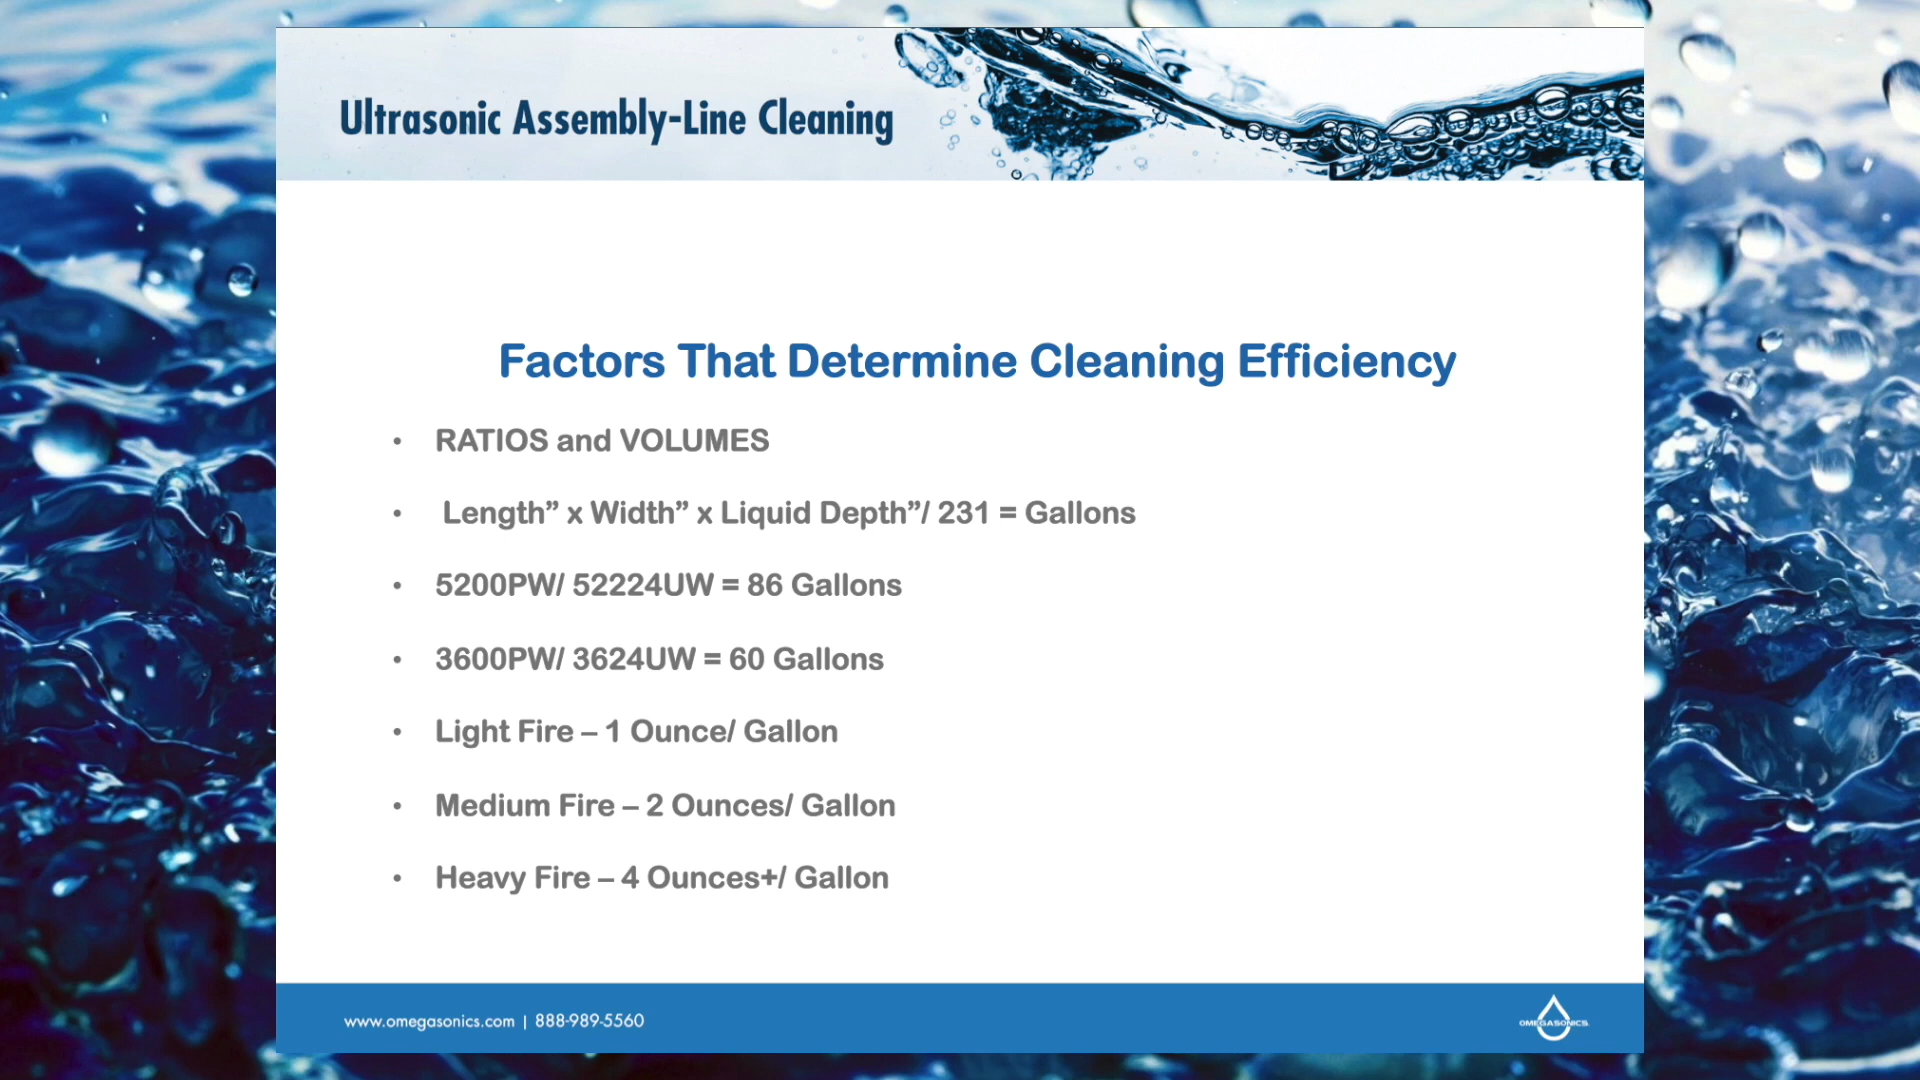 Ultrasonic Assembly-Line Cleaning
Factors That Determine Cleaning Efficiency
• RATIOS and VOLUMES
• Length” x Width” x Liquid Depth”/ 231 = Gallons
• 5200PW/ 52224UW = 86 Gallons
• 3600PW/ 3624UW = 60 Gallons
• Light Fire – 1 Ounce/ Gallon
• Medium Fire – 2 Ounces/ Gallon
• Heavy Fire – 4 Ounces+/ Gallon
www.omegasonics.com | 888-989-5560
OMEGASONICS